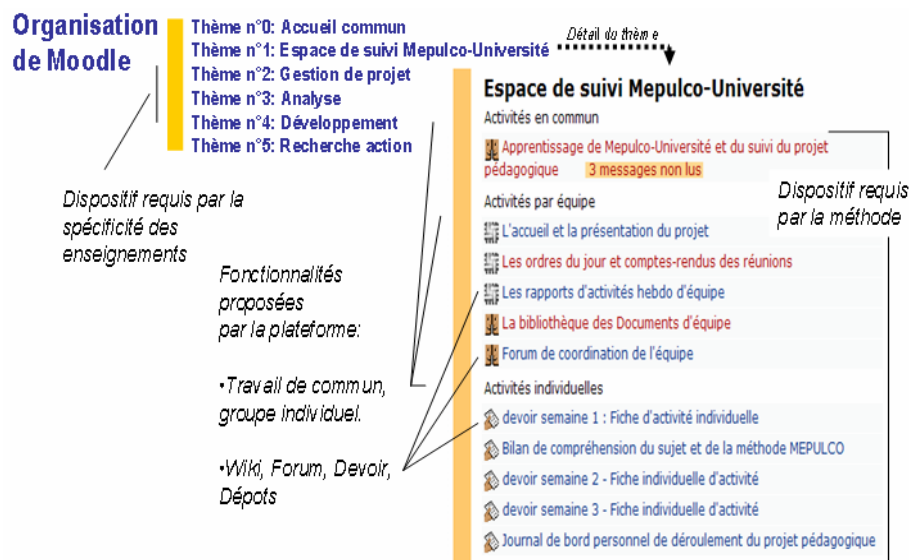 Organisation
de Moodle
Thème n°0: Accueil commun
Thème n°1: Espace de suivi Mepulco-Université
Thème n°2: Gestion de projet
Thème n°3: Analyse
Thème n°4: Développement
Thème n°5: Recherche action
Détail du thème
Dispositif requis par la
spécificité des
enseignements
Fonctionnalités
proposées
par la plateforme:
•Travail de commun,
groupe individuel.
•Wiki, Forum, Devoir,
Dépots
Espace de suivi Mepulco-Université
Activités en commun
Apprentissage de Mepulco-Université et du suivi du projet
pédagogique 3 messages non lus
Activités par équipe
L'accueil et la présentation du projet
Les ordres du jour et comptes-rendus des réunions
Les rapports d'activités hebdo d'équipe
La bibliothèque des Documents d'équipe
Forum de coordination de l'équipe
Activités individuelles
devoir semaine 1 : Fiche d'activité individuelle
Bilan de compréhension du sujet et de la méthode MEPULCO
devoir semaine 2 - Fiche individuelle d'activité
devoir semaine 3 - Fiche individuelle d'activité
Journal de bord personnel de déroulement du projet pédagogique
Dispositif requis
par la méthode